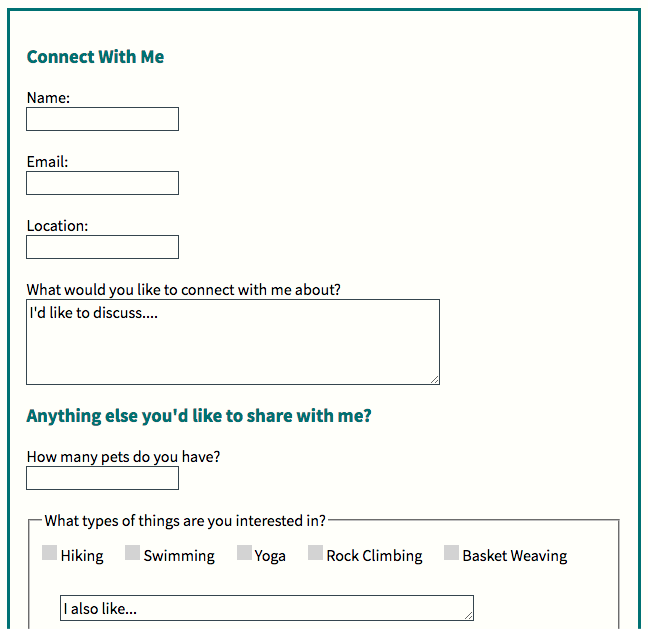 Connect With Me
Name:
Email:
Location:
What would you like to connect with me about?
I'd like to discuss....
Anything else you'd like to share with me?
How many pets do you have?
What types of things are you interested in?
Hiking Swimming Yoga Rock Climbing Basket Weaving
I also like...